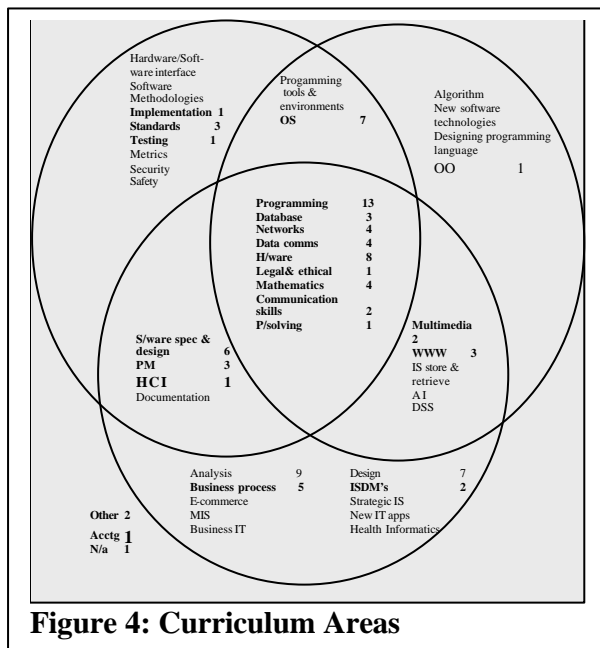 Hardware/Soft-
ware interface
Software
Methodologies
Implementation 1
Standards 3
Testing 1
Metrics
Security
Safety
Progamming
tools &
environments
OS 7
Algorithm
New software
technologies
Designing programming
language
OO 1
Programming 13
Database 3
Networks 4
Data comms 4
H/ware 8
Legal& ethical 1
Mathematics 4
Communication
skills 2
P/solving 1
S/ware spec &
design 6
PM 3
HCI 1
Documentation
Multimedia
2
WWW 3
IS store &
retrieve
AI
DSS
Analysis 9
Business process 5
E-commerce
MIS
Business IT
Design 7
ISDM's 2
Strategic IS
New IT apps
Health Informatics
Other 2
Acctg 1
N/a 1
Figure 4: Curriculum Areas